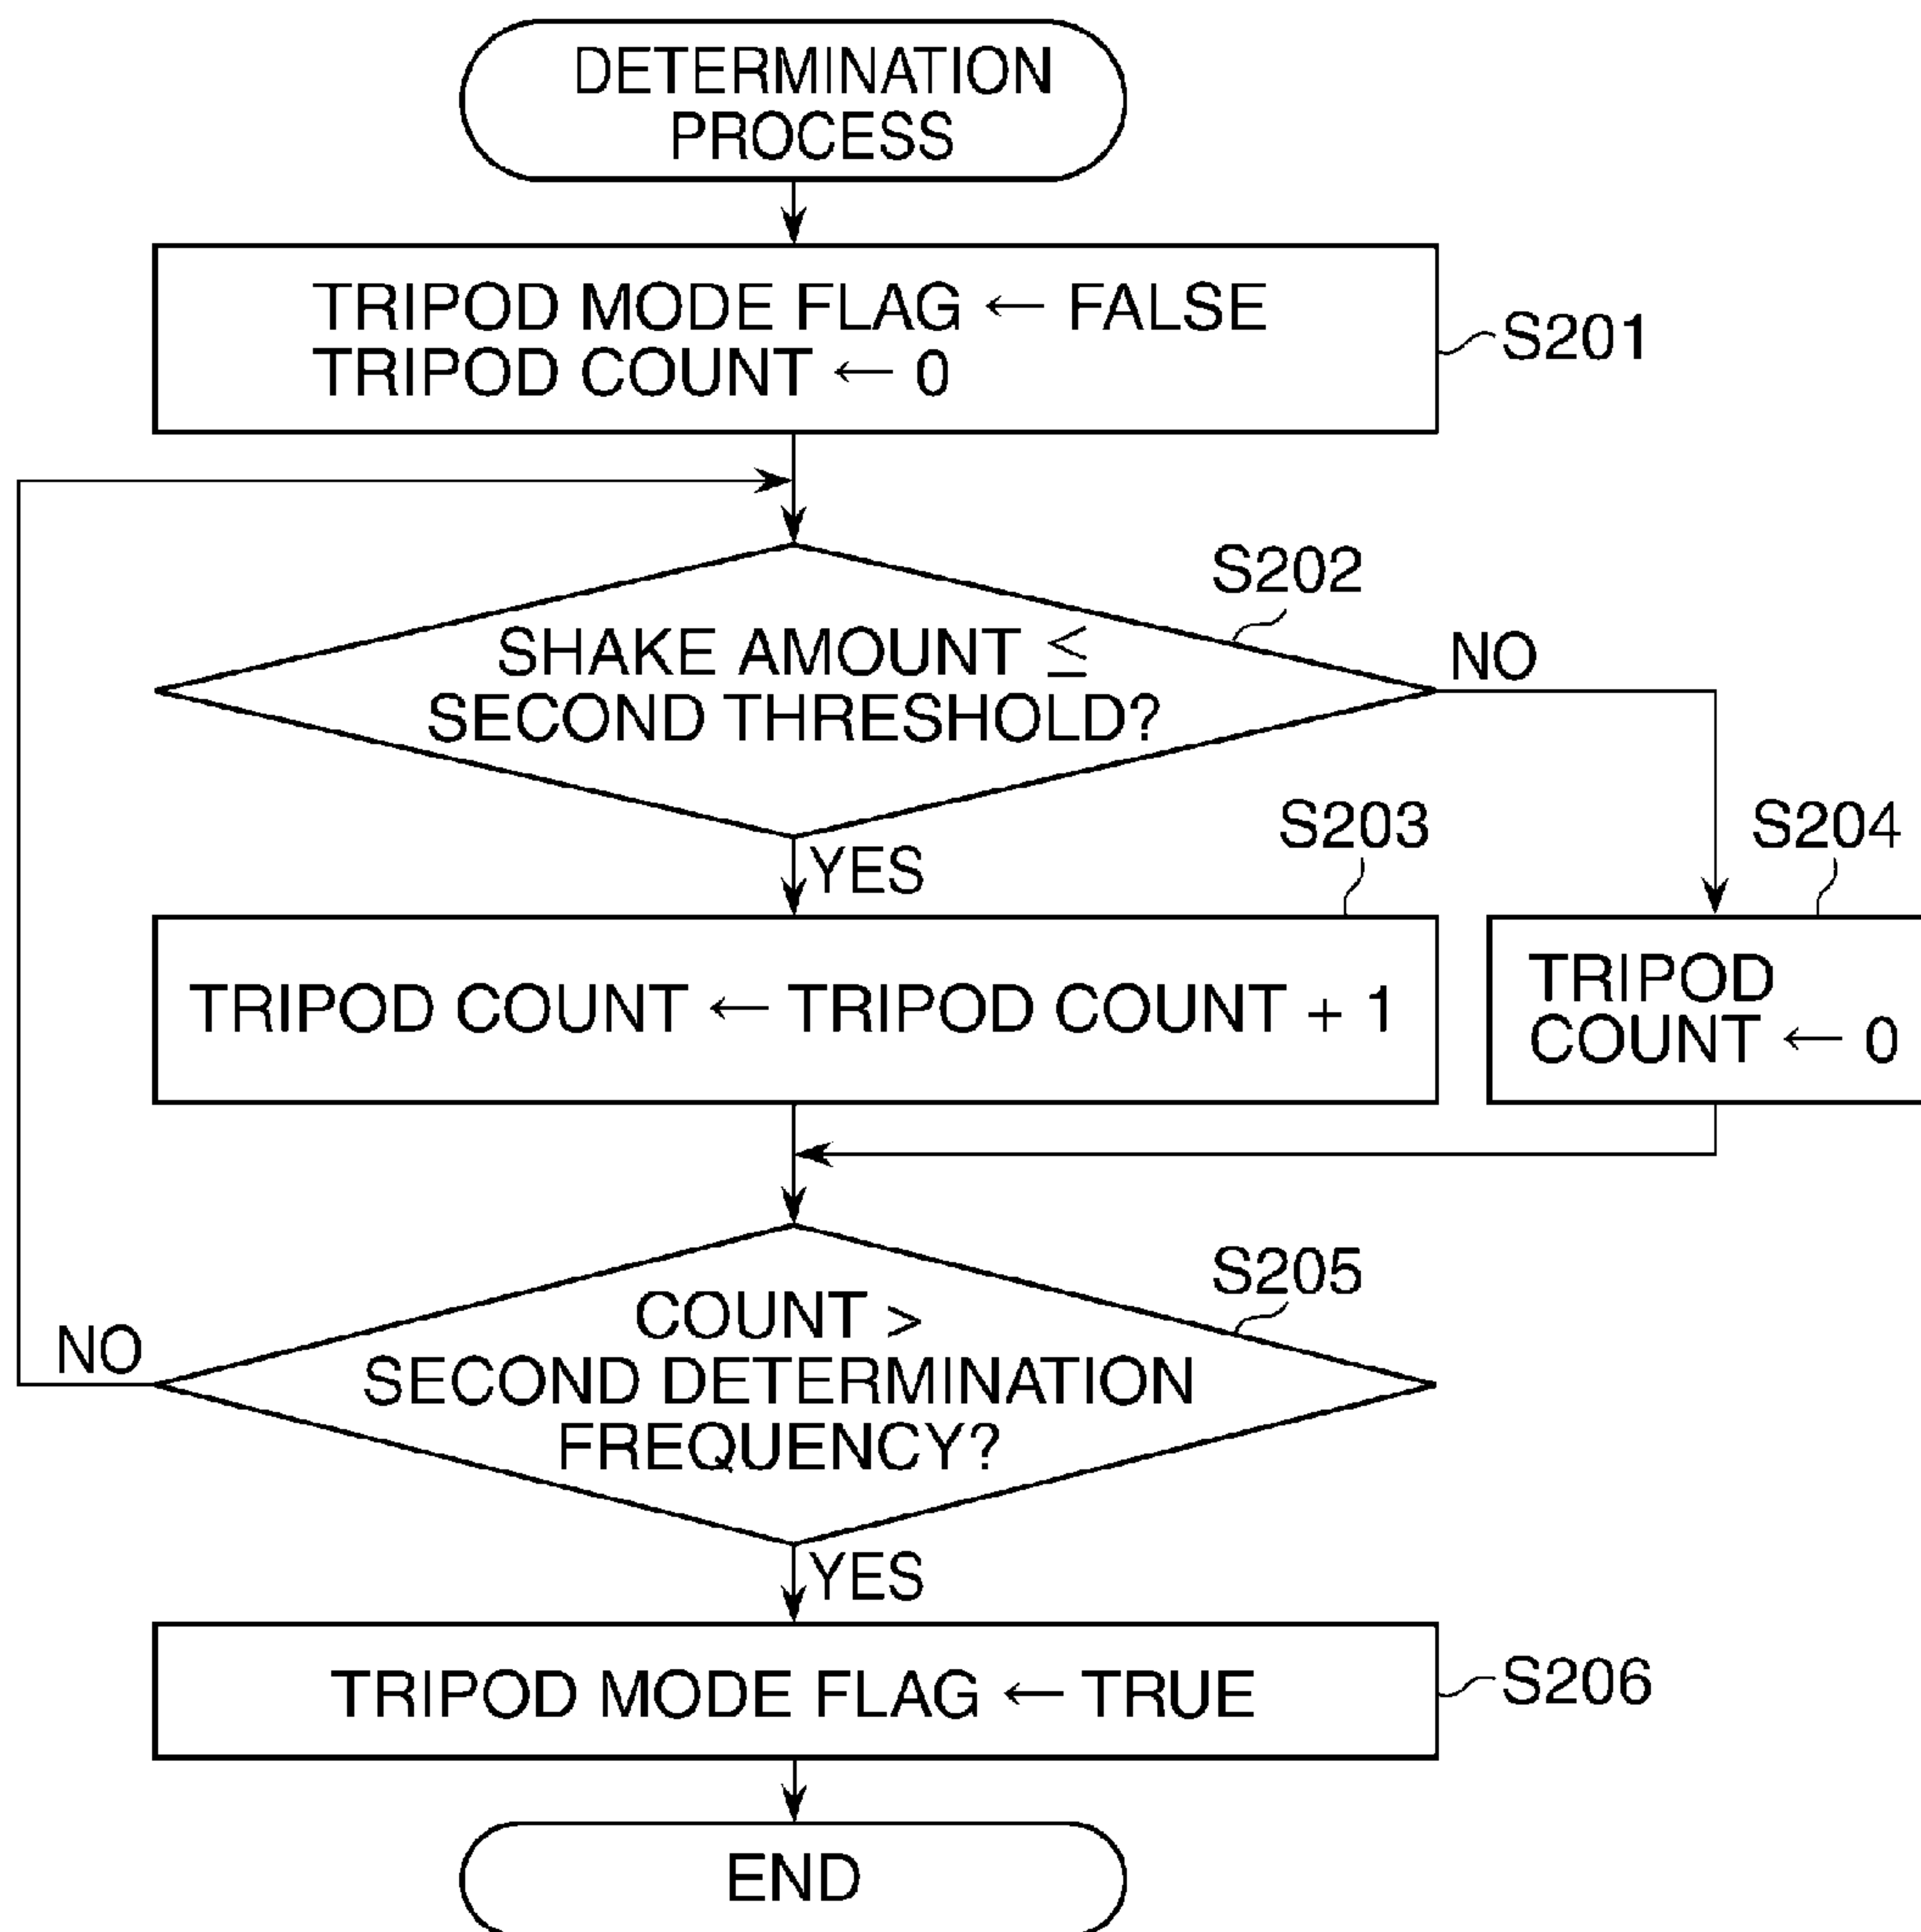 DETERMINATION
PROCESS
TRIPOD MODE FLAG ← FALSE
TRIPOD COUNT ← 0
S201
S202
SHAKE AMOUNT ≤
SECOND THRESHOLD?
NO
YES
S203
S204
TRIPOD COUNT ← TRIPOD COUNT + 1
TRIPOD
COUNT ← 0
S205
COUNT >
SECOND DETERMINATION
FREQUENCY?
NO
YES
TRIPOD MODE FLAG ← TRUE
S206
END